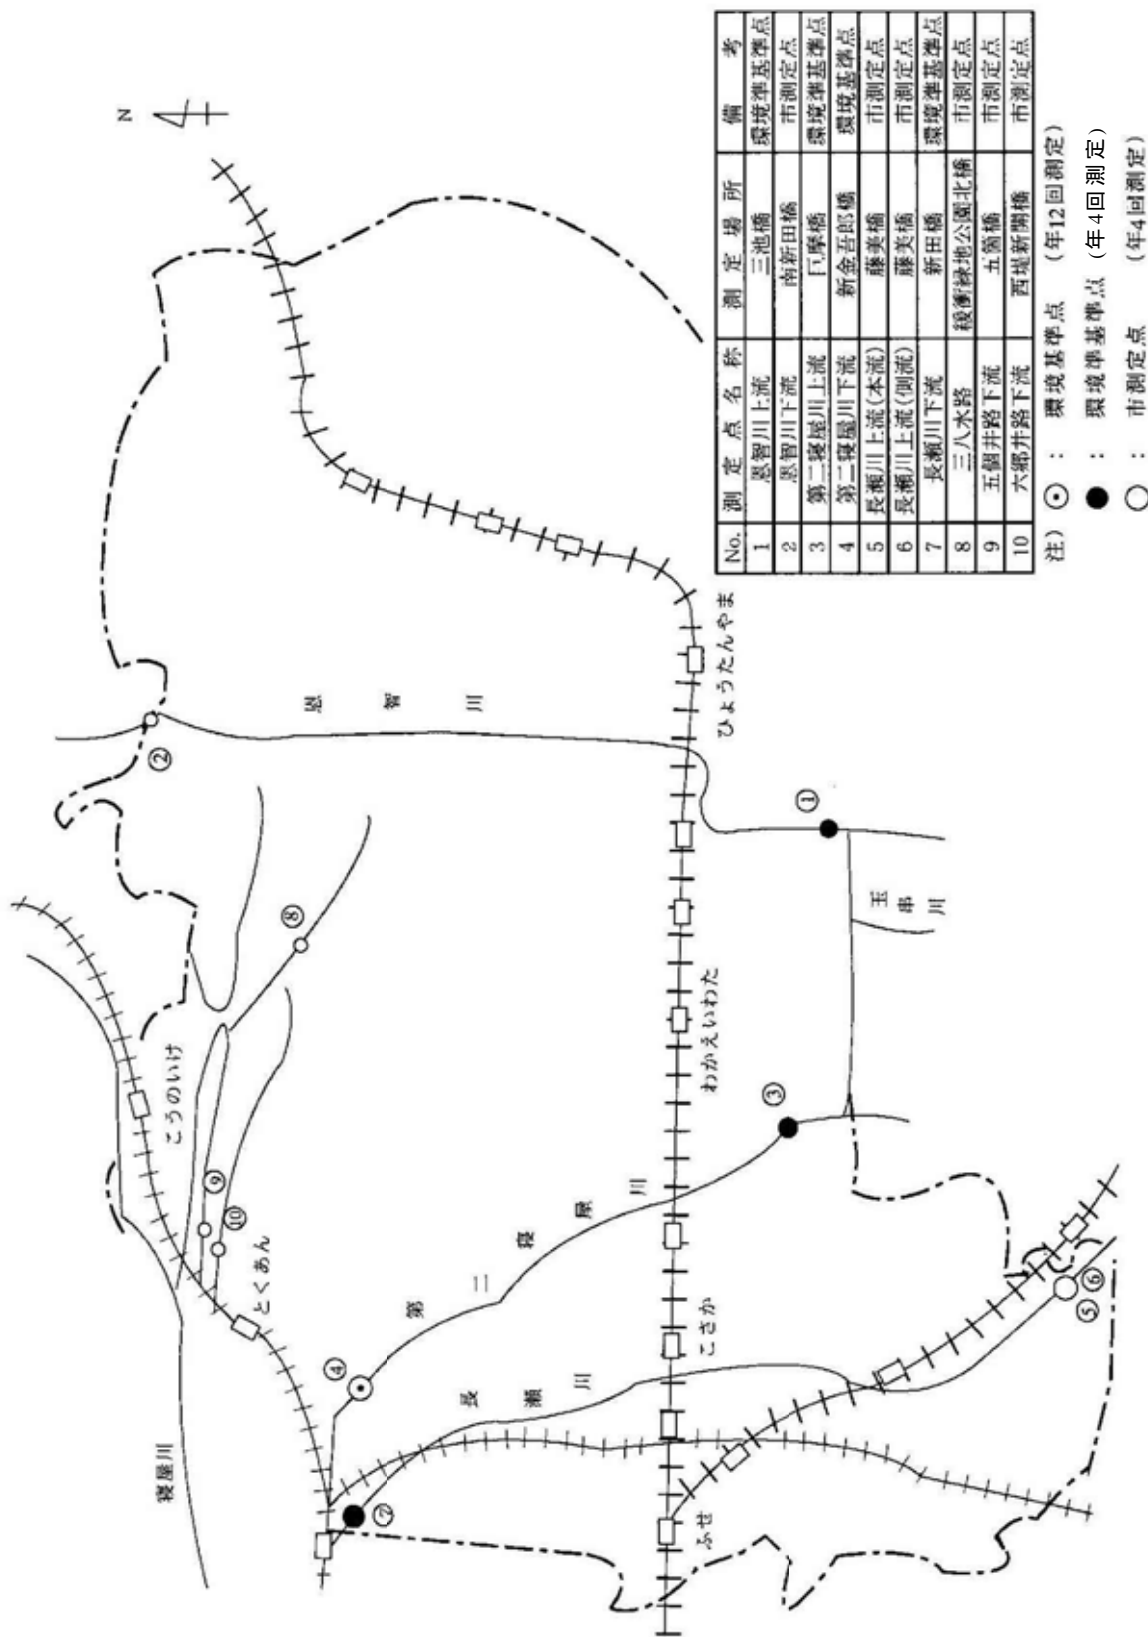 N
No. 測定点名称 測定場所 備考
1 恩智川上流 三池橋 環境準基準点
2 恩智川下流 南新田橋 市測定点
3 第二寝屋川上流 巨摩橋 環境準基準点
4 第二寝屋川下流 新金吾郎橋 環境基準点
5 長瀬川上流(本流) 藤美橋 市測定点
6 長瀬川上流(側流) 藤美橋 市測定点
7 長瀬川下流 新田橋 環境準基準点
8 三八水路 緩衝緑地公園北橋 市測定点
9 五個井路下流 五箇橋 市測定点
10 六郷井路下流 西堤新開橋 市測定点
注) ⊙ : 環境基準点 (年12回測定)
● : 環境準基準点 (年4回測定)
○ : 市測定点 (年4回測定)
ひょうたんやま
恩智川
②
①
玉串川
⑧
こうのいけ
わかえいわた
③
⑨
⑩
とくあん
第二寝屋川
こさか
④
長瀬川
⑤⑥
寝屋川
⑦
ふせ